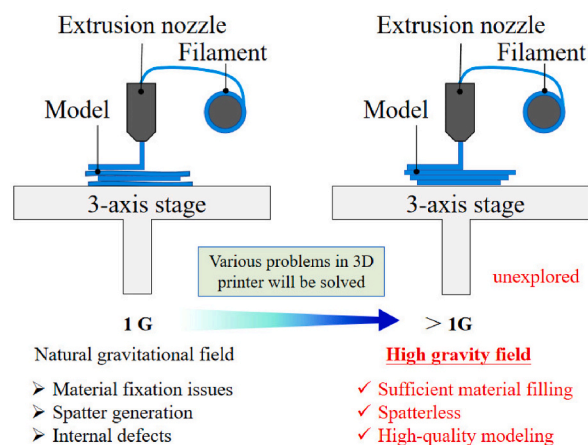 Extrusion nozzle
Filament
Model
3-axis stage
Extrusion nozzle
Filament
Model
3-axis stage
Various problems in 3D
printer will be solved
unexplored
1 G
> 1G
Natural gravitational field
➢ Material fixation issues
➢ Spatter generation
➢ Internal defects
High gravity field
✓ Sufficient material filling
✓ Spatterless
✓ High-quality modeling